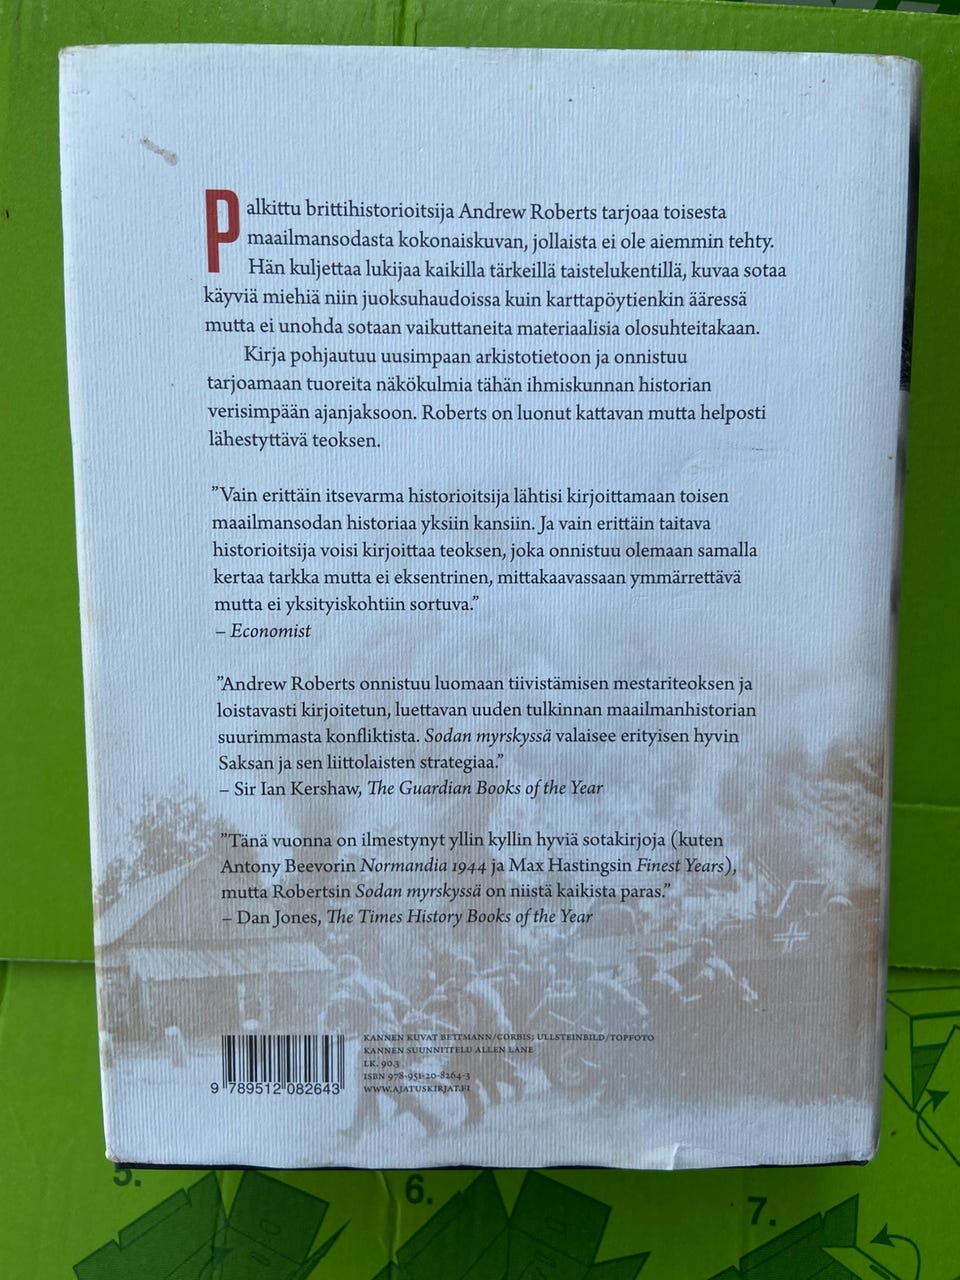 Palkittu brittihistorioitsija Andrew Roberts tarjoaa toisesta
maailmansodasta kokonaiskuvan, jollaista ei ole aiemmin tehty.
Hän kuljettaa lukijaa kaikilla tärkeillä taistelukentillä, kuvaa sotaa
käyviä miehiä niin juoksuhaudoissa kuin karttapöytienkin ääressä
mutta ei unohda sotaan vaikuttaneita materiaalisia olosuhteitakaan.
Kirja pohjautuu uusimpaan arkistotietoon ja onnistuu
tarjoamaan tuoreita näkökulmia tähän ihmiskunnan historian
verisimpään ajanjaksoon. Roberts on luonut kattavan mutta helposti
lähestyttävä teoksen.
”Vain erittäin itsevarma historioitsija lähtisi kirjoittamaan toisen
maailmansodan historiaa yksiin kansiin. Ja vain erittäin taitava
historioitsija voisi kirjoittaa teoksen, joka onnistuu olemaan samalla
kertaa tarkka mutta ei eksentrinen, mittakaavassaan ymmärrettävä
mutta ei yksityiskohtiin sortuva.”
– Economist
”Andrew Roberts onnistuu luomaan tiivistämisen mestariteoksen ja
loistavasti kirjoitetun, luettavan uuden tulkinnan maailmanhistorian
suurimmasta konfliktista. Sodan myrskyssä valaisee erityisen hyvin
Saksan ja sen liittolaisten strategiaa.”
– Sir Ian Kershaw, The Guardian Books of the Year
”Tänä vuonna on ilmestynyt yllin kyllin hyviä sotakirjoja (kuten
Antony Beevorin Normandia 1944 ja Max Hastingsin Finest Years),
mutta Robertsin Sodan myrskyssä on niistä kaikista paras.”
– Dan Jones, The Times History Books of the Year
KANNEN KUVAT BETTMANN/CORBIS; ULLSTEINBILD/TOPFOTO
KANNEN SUUNNITELU ALLEN LANE
LK. 90.3
ISBN 978-951-20-8264-3
WWW.AJATUSKIRJAT.FI
9 789512 082643
5.
6.
7.